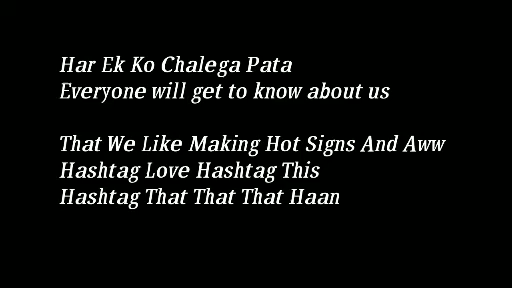 Har Ek Ko Chalega Pata
Everyone will get to know about us
That We Like Making Hot Signs And Aww
Hashtag Love Hashtag This
Hashtag That That That Haan